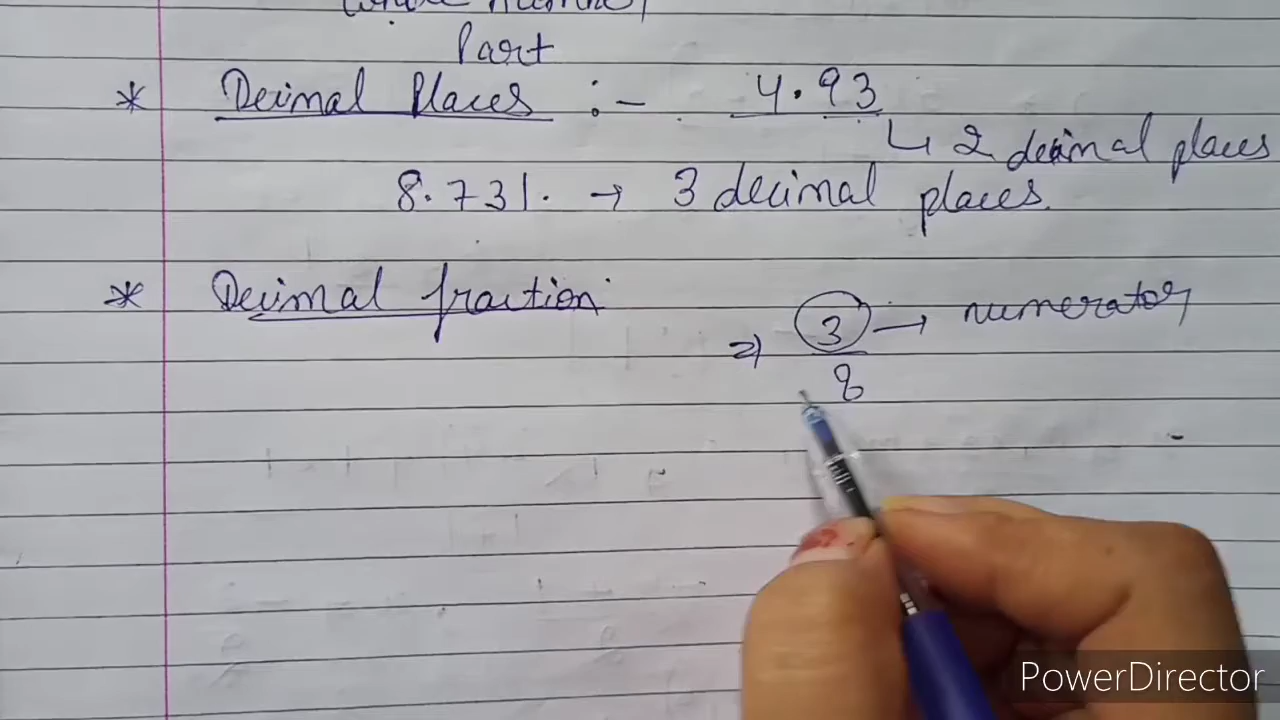 Part
* Decimal Places :- 4.93
↳ 2 decimal places
8.731. → 3 decimal places.
* Decimal fraction
⇒ 3 → numerator
8
PowerDirector